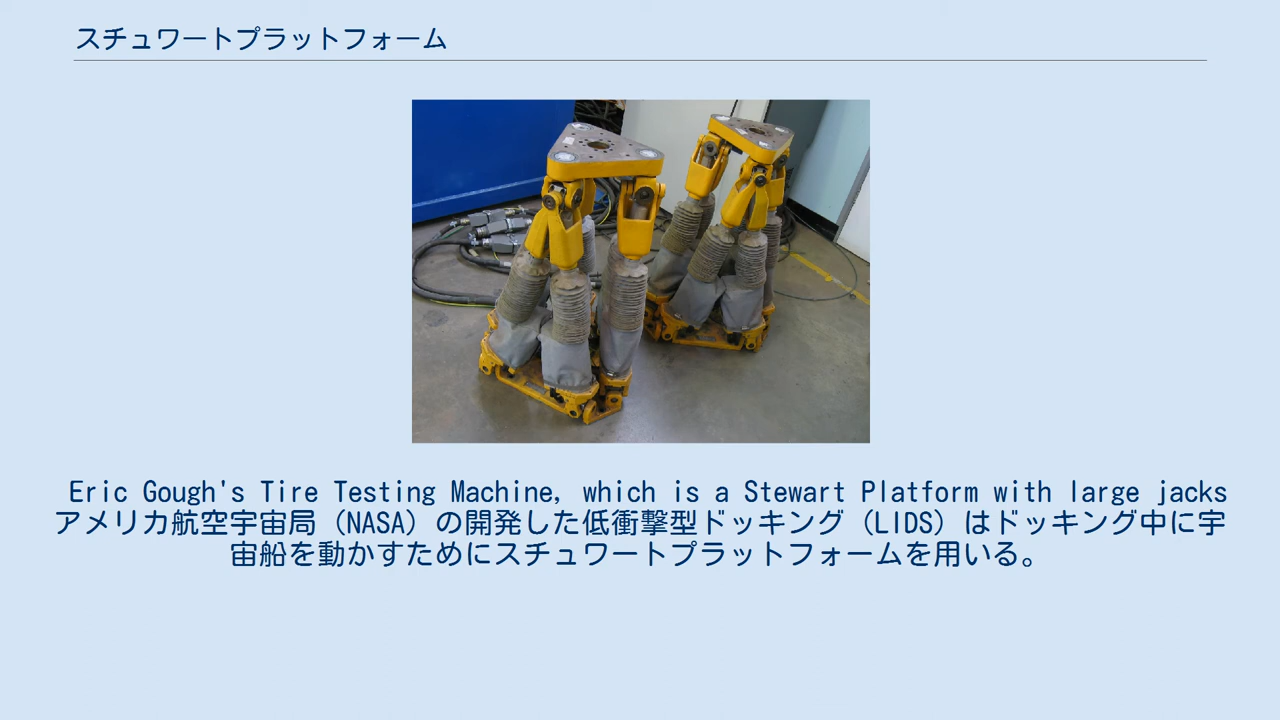 スチュワートプラットフォーム
Eric Gough's Tire Testing Machine, which is a Stewart Platform with large jacks
アメリカ航空宇宙局（NASA）の開発した低衝撃型ドッキング（LIDS）はドッキング中に宇
宙船を動かすためにスチュワートプラットフォームを用いる。